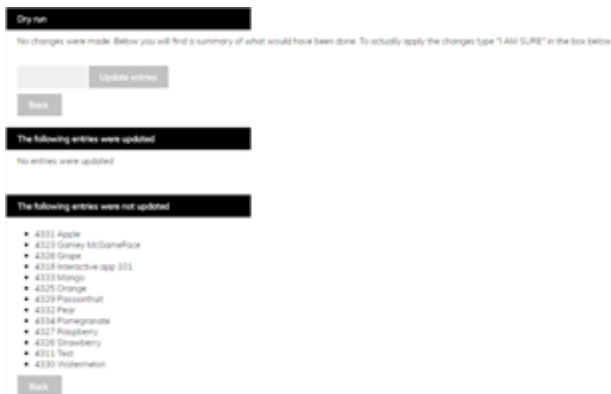 Dry run
No changes were made. Below you will find a summary of what would have been done. To actually apply the changes type "I AM SURE" in the box below
Update entries
Back
The following entries were updated
No entries were updated
The following entries were not updated
4331 Apple
4323 Gamey McGameFace
4328 Grape
4318 Interactive app 101
4333 Mango
4325 Orange
4329 Passionfruit
4332 Pear
4334 Pomegranate
4327 Raspberry
4326 Strawberry
4311 Test
4330 Watermelon
Back